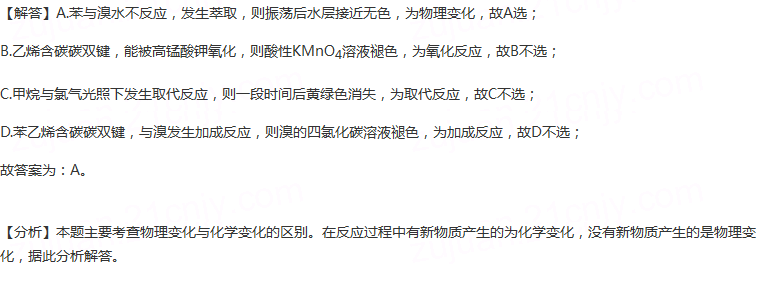 【解答】A.苯与溴水不反应，发生萃取，则振荡后水层接近无色，为物理变化，故A选；
B.乙烯含碳碳双键，能被高锰酸钾氧化，则酸性KMnO4溶液褪色，为氧化反应，故B不选；
C.甲烷与氯气光照下发生取代反应，则一段时间后黄绿色消失，为取代反应，故C不选；
D.苯乙烯含碳碳双键，与溴发生加成反应，则溴的四氯化碳溶液褪色，为加成反应，故D不选；
故答案为：A。
【分析】本题主要考查物理变化与化学变化的区别。在反应过程中有新物质产生的为化学变化，没有新物质产生的是物理变
化，据此分析解答。